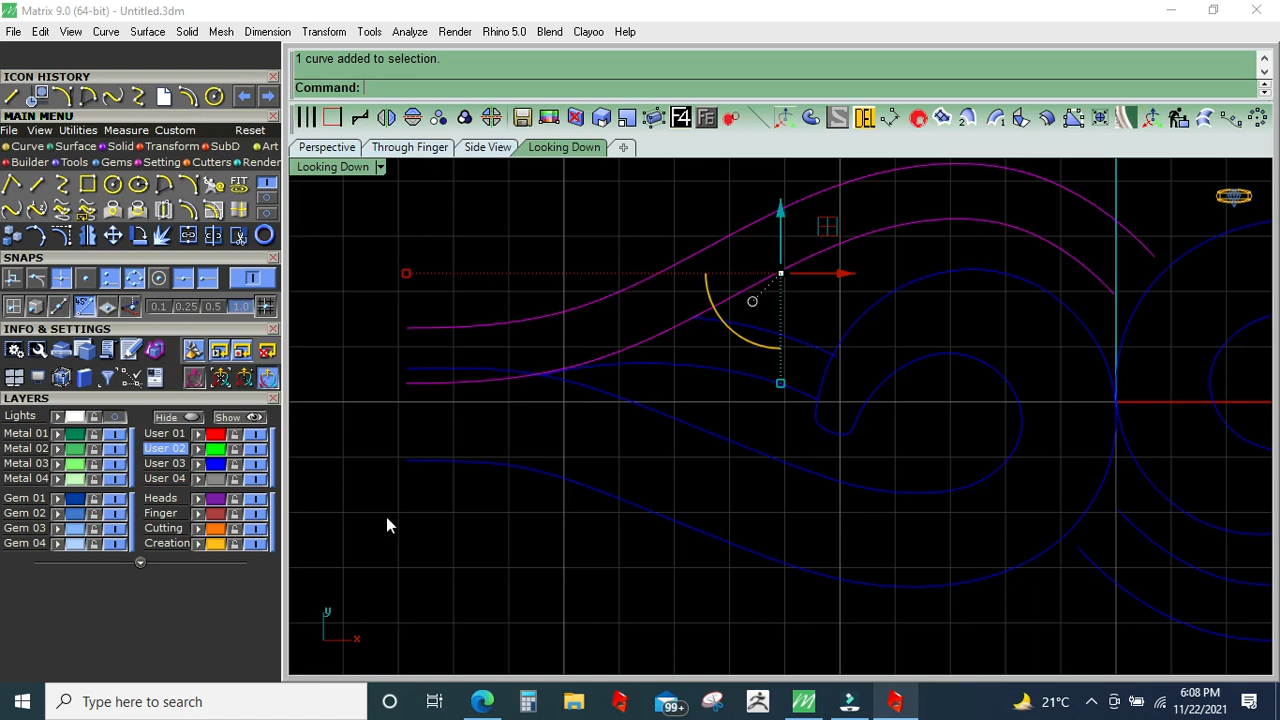 Matrix 9.0 (64-bit) - Untitled.3dm
File Edit View Curve Surface Solid Mesh Dimension Transform Tools Analyze Render Rhino 5.0 Blend Clayoo Help
ICON HISTORY
1 curve added to selection.
Command:
MAIN MENU
File View Utilities Measure Custom Reset
Curve Surface Solid Transform SubD Art
Builder Tools Gems Setting Cutters Render
F4 F6 DEL
Perspective Through Finger Side View Looking Down
Looking Down
FIT
SNAPS
45°
0.1 0.25 0.5 1.0
INFO & SETTINGS
LAYERS
Lights Hide Show
Metal 01 User 01
Metal 02 User 02
Metal 03 User 03
Metal 04 User 04
Gem 01 Heads
Gem 02 Finger
Gem 03 Cutting
Gem 04 Creation
y
x
Type here to search
99+
21°C
6:08 PM
11/22/2021